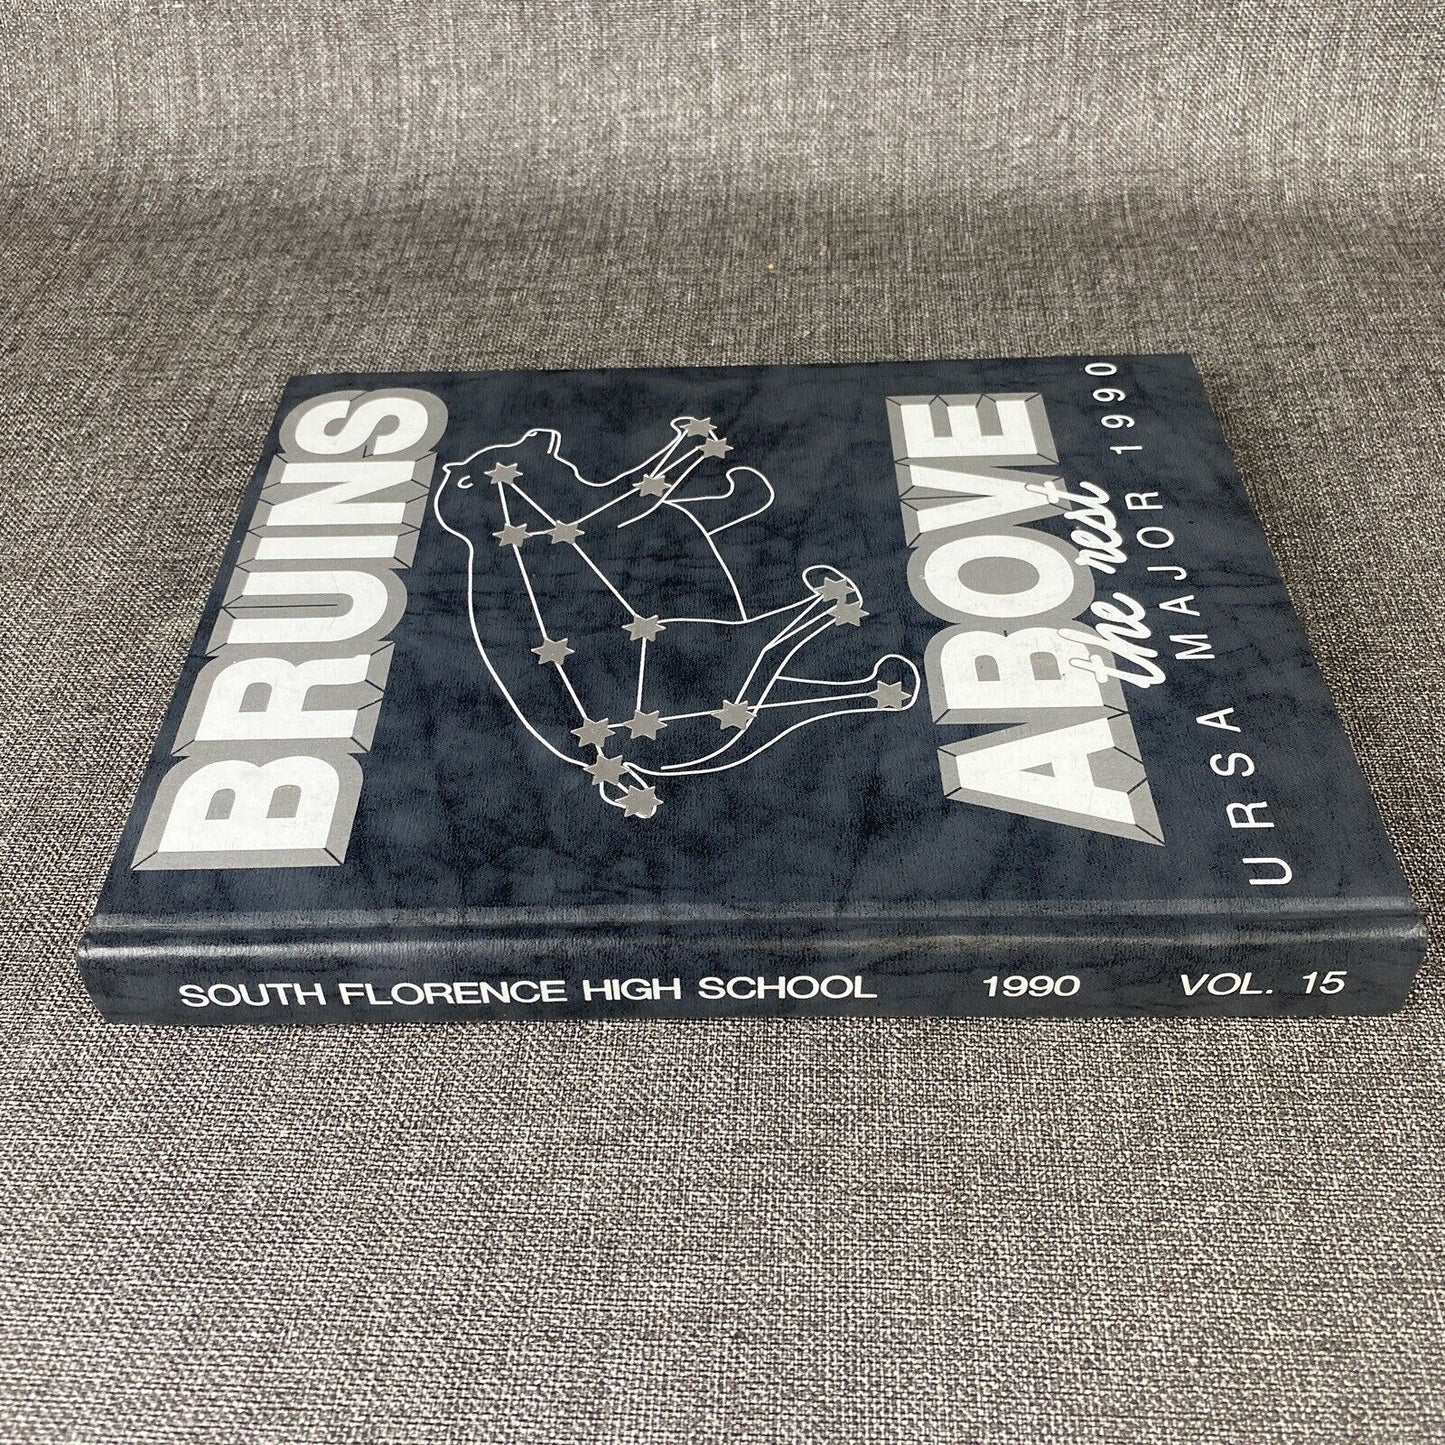 BRUINS
ABOVE
the rest
URSA MAJOR 1990
SOUTH FLORENCE HIGH SCHOOL 1990 VOL. 15